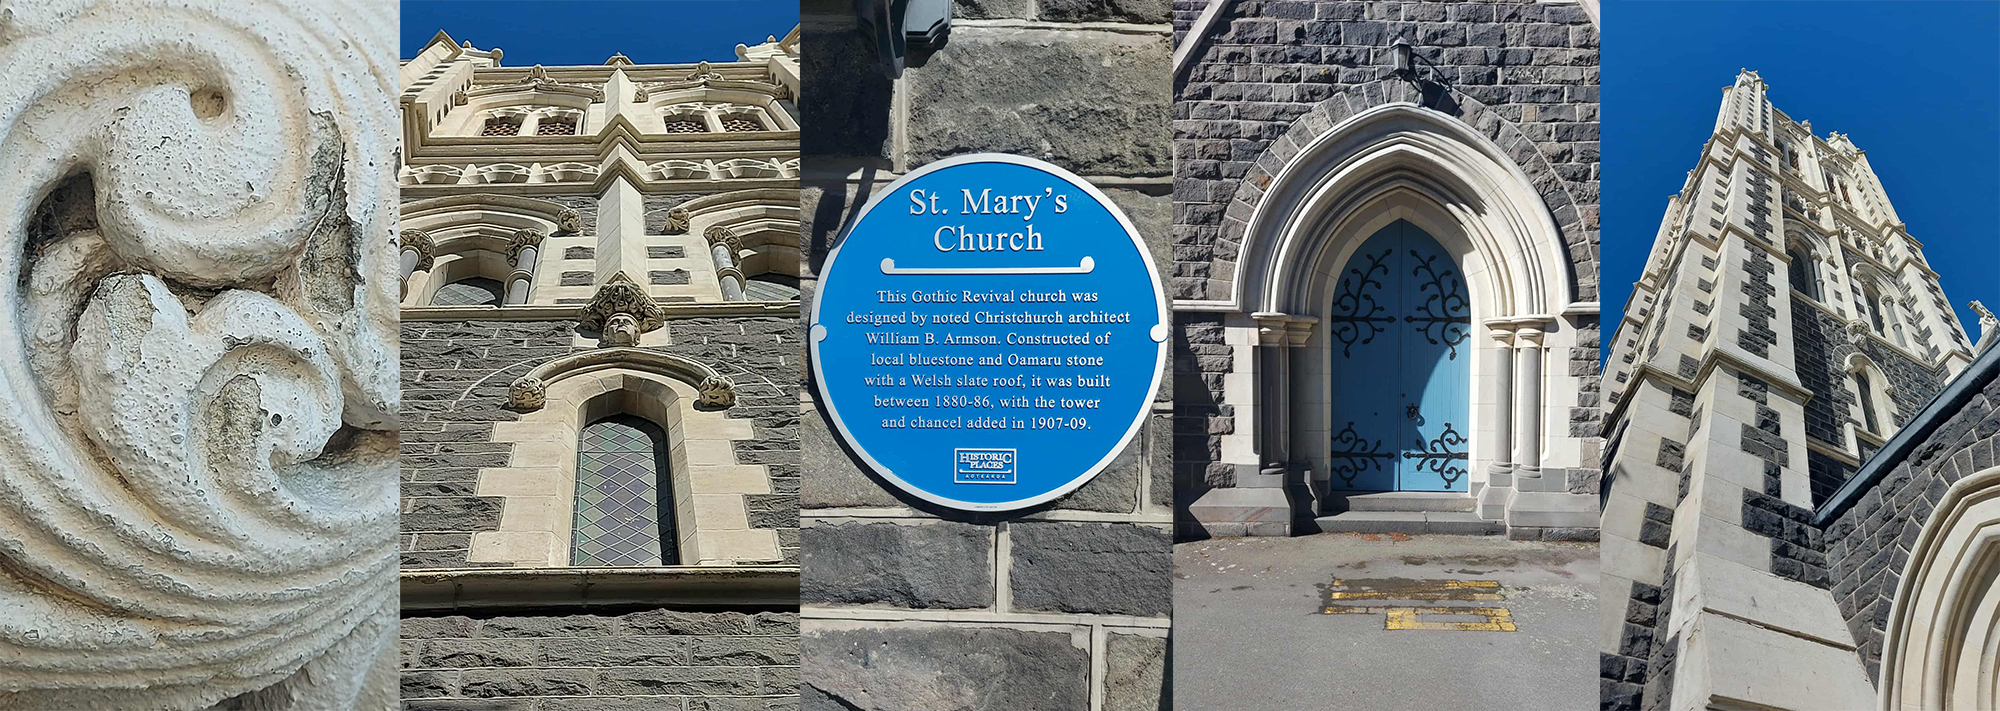 St. Mary's
Church
This Gothic Revival church was
designed by noted Christchurch architect
William B. Armson. Constructed of
local bluestone and Oamaru stone
with a Welsh slate roof, it was built
between 1880-86, with the tower
and chancel added in 1907-09.
HISTORIC
PLACES
AOTEAROA